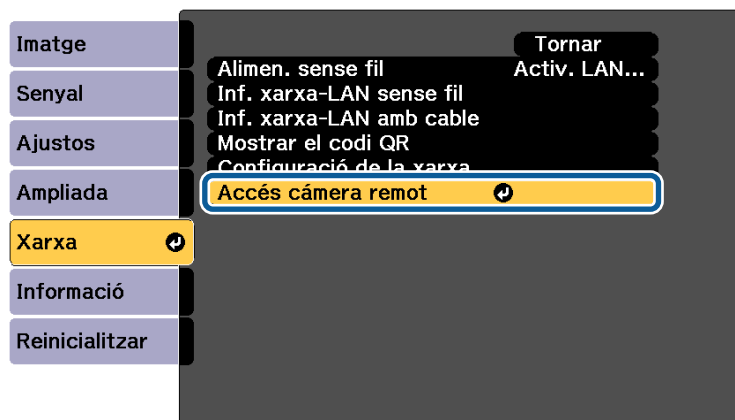 Imatge
Senyal
Ajustos
Ampliada
Xarxa
Informació
Reinicialitzar
Tornar
Alimen. sense fil Activ. LAN...
Inf. xarxa-LAN sense fil
Inf. xarxa-LAN amb cable
Mostrar el codi QR
Configuració de la xarxa
Accés cámera remot